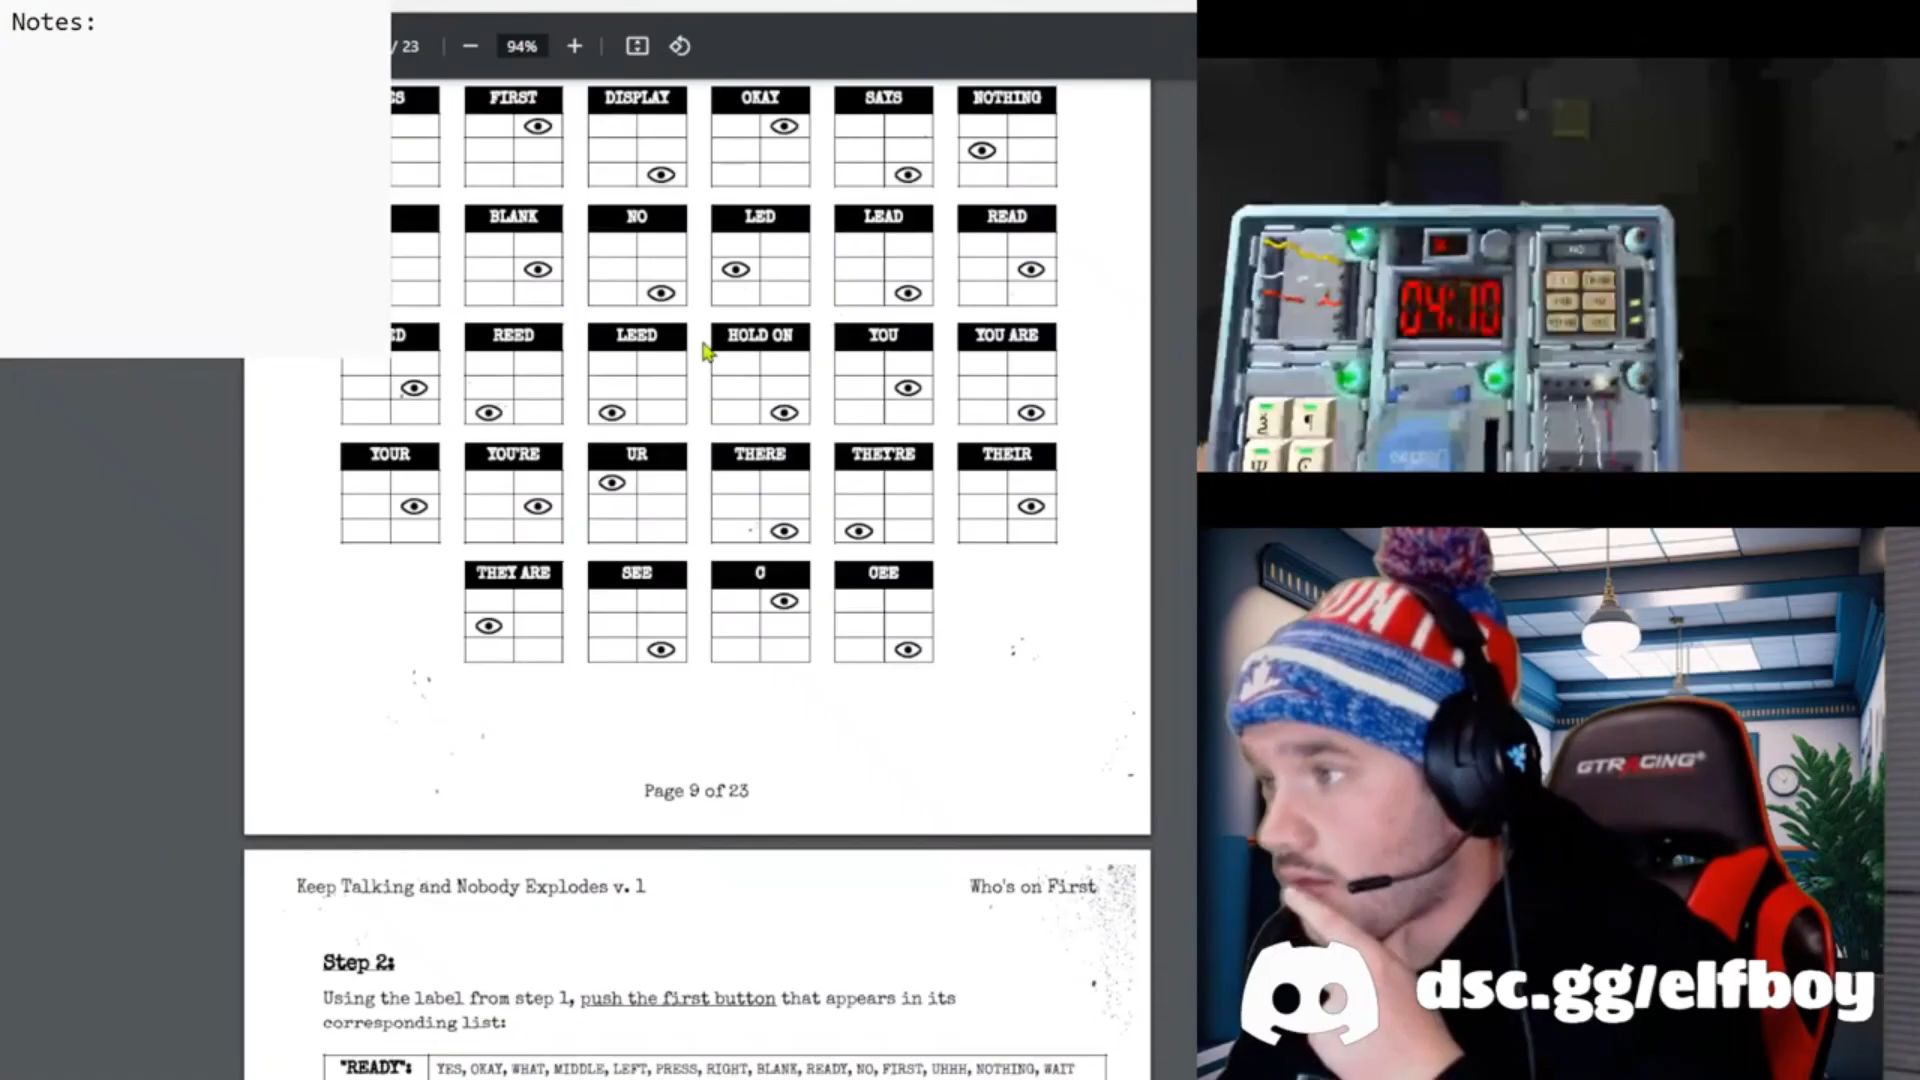 Notes:
/ 23
94%
ES
FIRST
DISPLAY
OKAY
SAYS
NOTHING
BLANK
NO
LED
LEAD
READ
ED
REED
LEED
HOLD ON
YOU
YOU ARE
YOUR
YOU'RE
UR
THERE
THEY'RE
THEIR
THEY ARE
SEE
C
CEE
Page 9 of 23
Keep Talking and Nobody Explodes v. 1
Who's on First
Step 2:
Using the label from step 1, push the first button that appears in its
corresponding list:
"READY":
YES, OKAY, WHAT, MIDDLE, LEFT, PRESS, RIGHT, BLANK, READY, NO, FIRST, UHHH, NOTHING, WAIT
NO
04:10
GTRACING
dsc.gg/elfboy